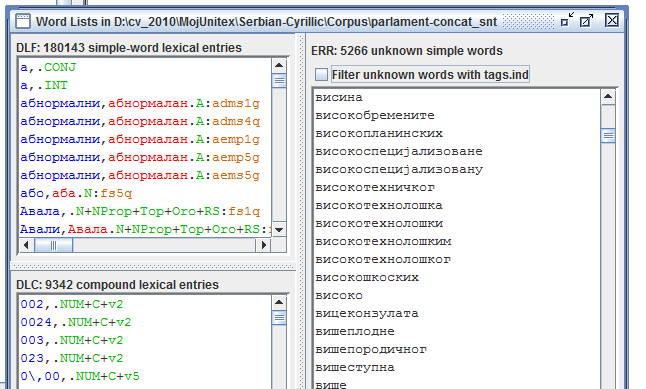 Word Lists in D:\cv_2010\MojUnitex\Serbian-Cyrillic\Corpus\parlament-concat_snt
DLF: 180143 simple-word lexical entries
а,.CONJ
а,.INT
абнормални,абнормалан.A:adms1g
абнормални,абнормалан.A:adms4q
абнормални,абнормалан.A:aemp1g
абнормални,абнормалан.A:aemp5g
абнормални,абнормалан.A:aems5g
або,аба.N:fs5q
Авала,.N+NProp+Top+Oro+RS:fs1q
Авали,Авала.N+NProp+Top+Oro+RS:
DLC: 9342 compound lexical entries
002,.NUM+C+v2
0024,.NUM+C+v2
003,.NUM+C+v2
023,.NUM+C+v2
0\,00,.NUM+C+v5
ERR: 5266 unknown simple words
Filter unknown words with tags.ind
висина
високобремените
високопланинских
високоспецијализоване
високоспецијализовану
високотехничког
високотехнолошка
високотехнолошки
високотехнолошким
високотехнолошког
високошкоских
високо
вицеконзулата
вишеплодне
вишепородичног
вишеступна
више